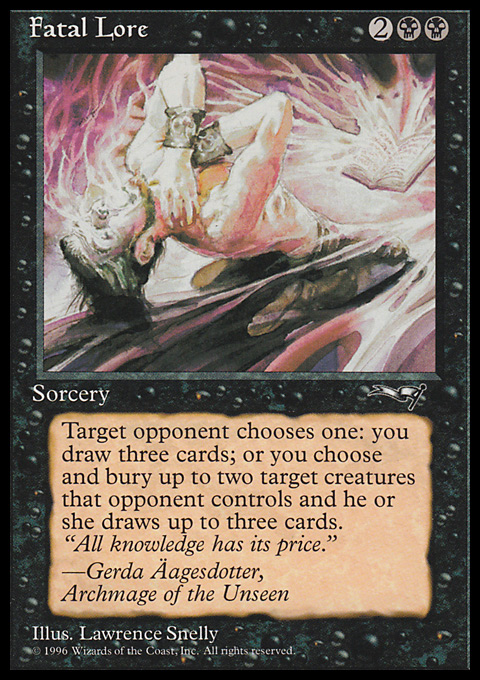 Fatal Lore
2
Sorcery
Target opponent chooses one: you
draw three cards; or you choose
and bury up to two target creatures
that opponent controls and he or
she draws up to three cards.
“All knowledge has its price.”
—Gerda Äagesdotter,
Archmage of the Unseen
Illus. Lawrence Snelly
© 1996 Wizards of the Coast, Inc. All rights reserved.